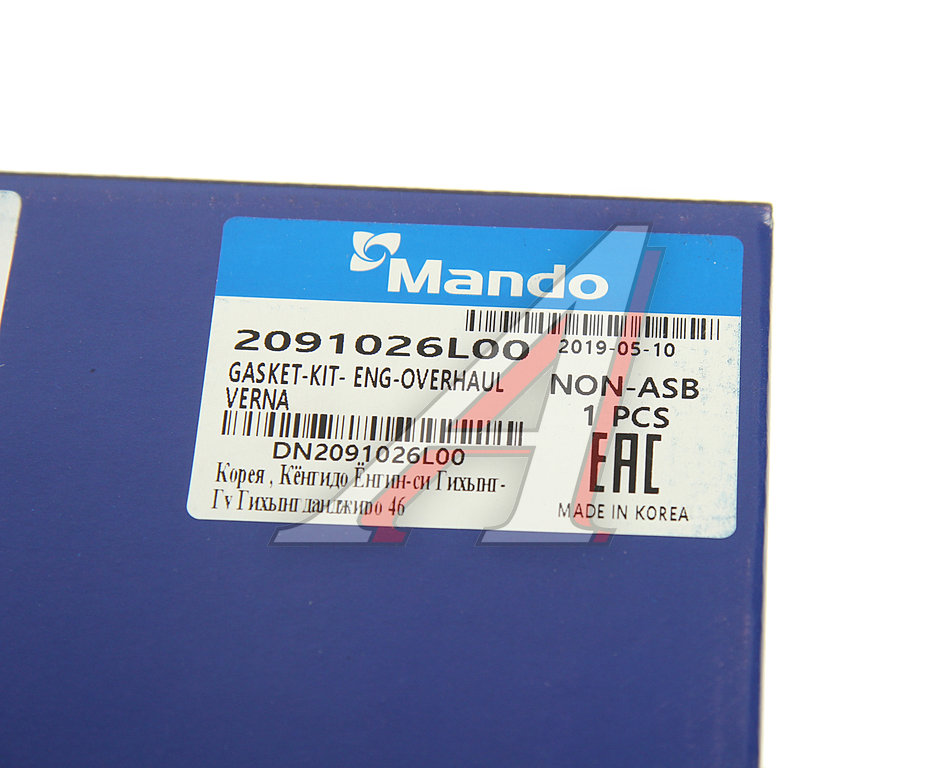 Mando
2091026L00
2019-05-10
GASKET-KIT- ENG-OVERHAUL
VERNA
NON-ASB
1 PCS
DN2091026L00
EAC
Корея , Кёнгидо Ёнгин-си Гихынг-
Гу Гихынгданджиро 46
MADE IN KOREA